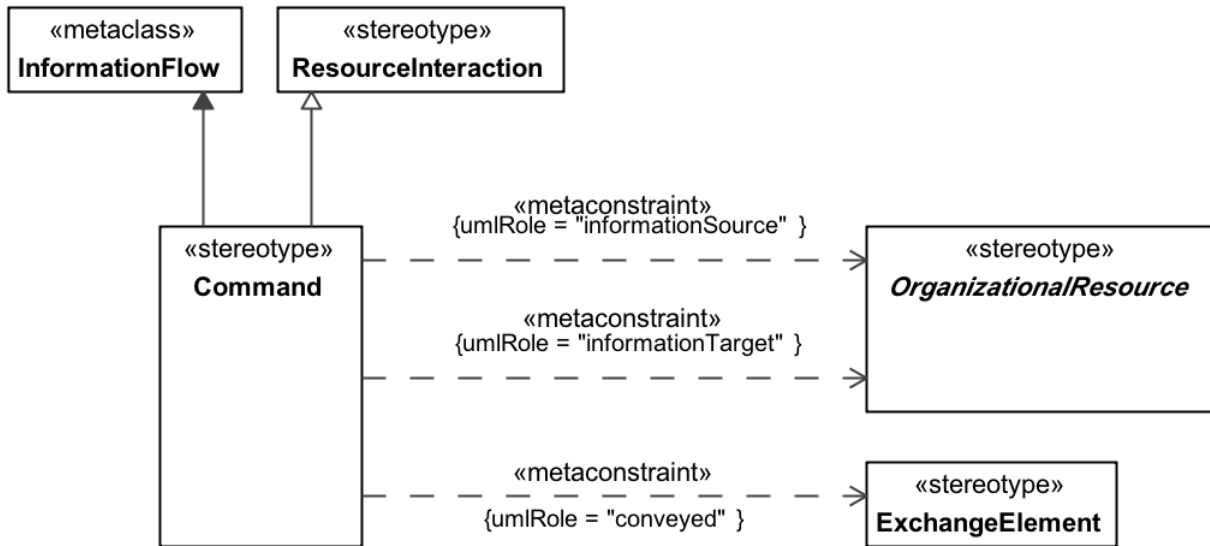 «metaclass»
InformationFlow
«stereotype»
ResourceInteraction
«metaconstraint»
{umlRole = "informationSource" }
«stereotype»
Command
«stereotype»
OrganizationalResource
«metaconstraint»
{umlRole = "informationTarget" }
«metaconstraint»
{umlRole = "conveyed" }
«stereotype»
ExchangeElement